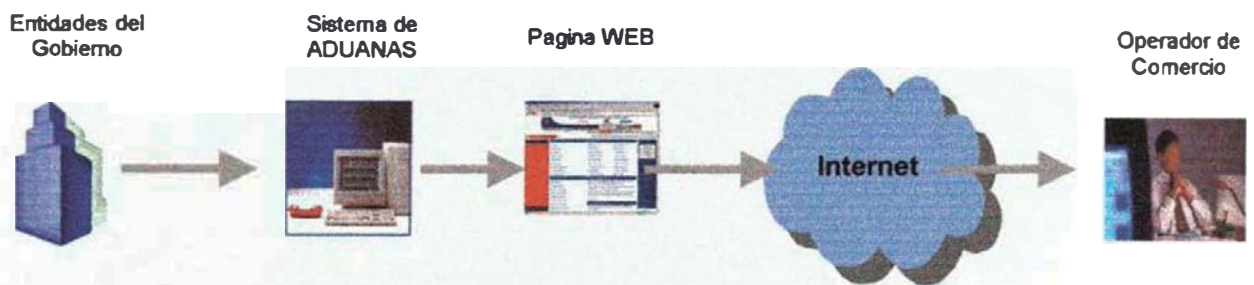 Entidades del
Gobierno
Sistema de
ADUANAS
Pagina WEB
Internet
Operador de
Comercio